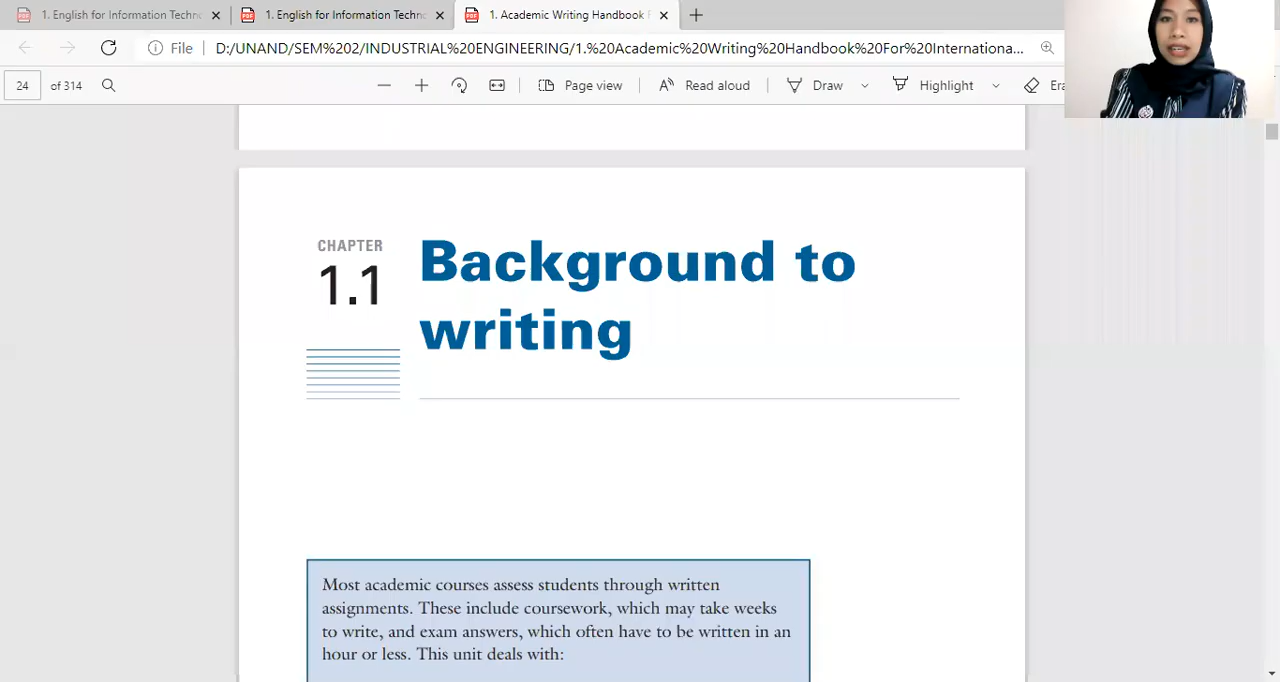 1. English for Information Techno
1. English for Information Techno
1. Academic Writing Handbook F
File
D:/UNAND/SEM%202/INDUSTRIAL%20ENGINEERING/1.%20Academic%20Writing%20Handbook%20For%20Internationa...
24 of 314
Page view
Read aloud
Draw
Highlight
Era
CHAPTER
1.1
Background to
writing
Most academic courses assess students through written
assignments. These include coursework, which may take weeks
to write, and exam answers, which often have to be written in an
hour or less. This unit deals with: